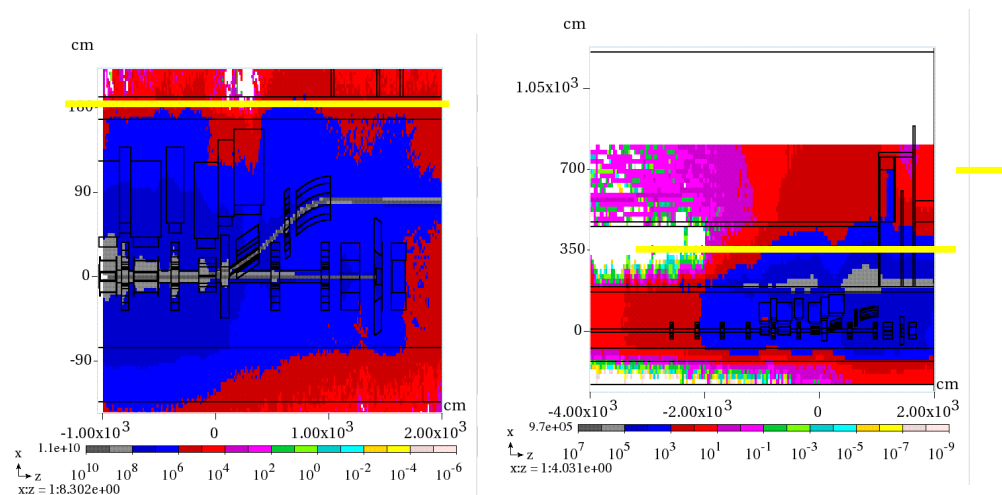 cm
180
90
0
-90
cm
-1.00x10³ 0 1.00x10³ 2.00x10³
1.1e+10
10¹⁰ 10⁸ 10⁶ 10⁴ 10² 10⁰ 10⁻² 10⁻⁴ 10⁻⁶
x
z
x:z = 1:8.302e+00
cm
1.05x10³
700
350
0
cm
-4.00x10³ -2.00x10³ 0 2.00x10³
9.7e+05
10⁷ 10⁵ 10³ 10¹ 10⁻¹ 10⁻³ 10⁻⁵ 10⁻⁷ 10⁻⁹
x
z
x:z = 1:4.031e+00